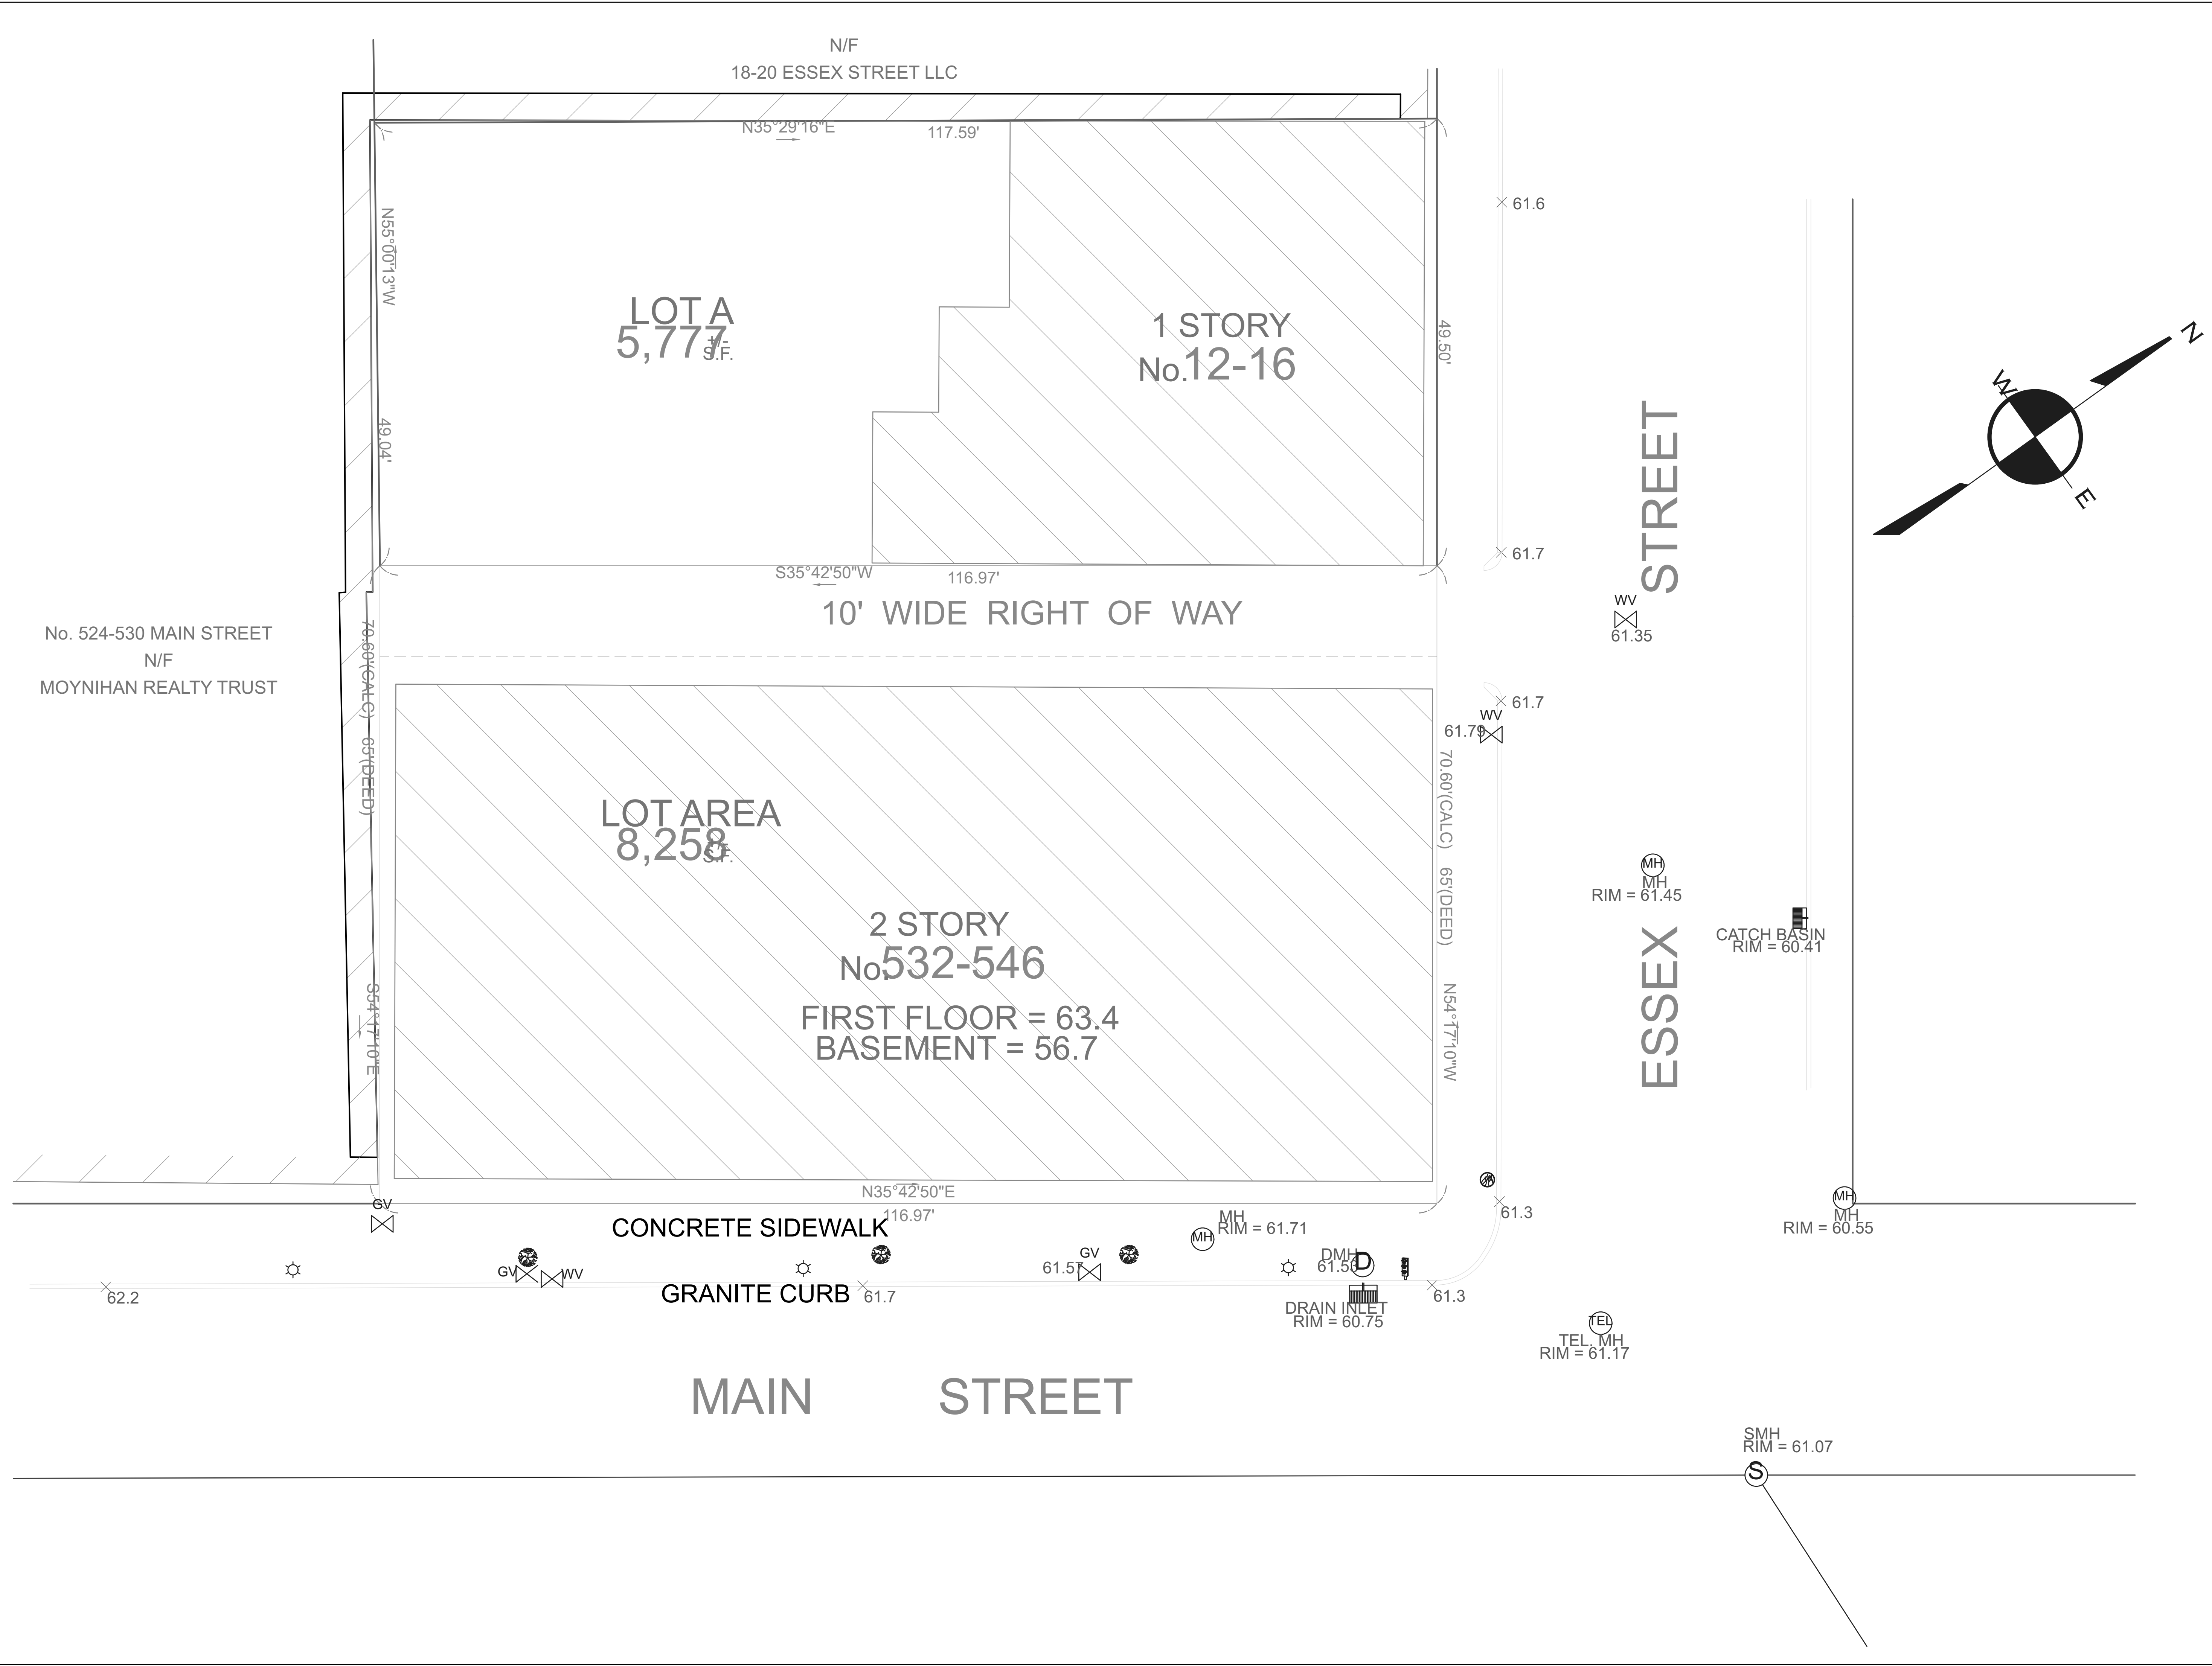 N/F
18-20 ESSEX STREET LLC
N35°29'16"E
117.59'
N55°00'13"W
49.04'
LOT A
5,777
+/-
S.F.
1 STORY
No. 12-16
49.50'
61.6
61.7
N
W
E
S35°42'50"W
116.97'
10' WIDE RIGHT OF WAY
WV
61.35
No. 524-530 MAIN STREET
N/F
MOYNIHAN REALTY TRUST
70.60'(CALC) 65'(DEED)
S54°17'10"E
61.7
WV
61.79
70.60'(CALC) 65'(DEED)
N54°17'10"W
LOT AREA
8,258
+/-
S.F.
2 STORY
No. 532-546
FIRST FLOOR = 63.4
BASEMENT = 56.7
ESSEX STREET
MH
MH
RIM = 61.45
CATCH BASIN
RIM = 60.41
N35°42'50"E
116.97'
GV
CONCRETE SIDEWALK
MH
RIM = 61.71
MH
61.3
MH
MH
RIM = 60.55
GV
WV
GV
61.57
DMH
61.53
D
62.2
GRANITE CURB
61.7
DRAIN INLET
RIM = 60.75
61.3
TEL
TEL. MH
RIM = 61.17
MAIN STREET
SMH
RIM = 61.07
S